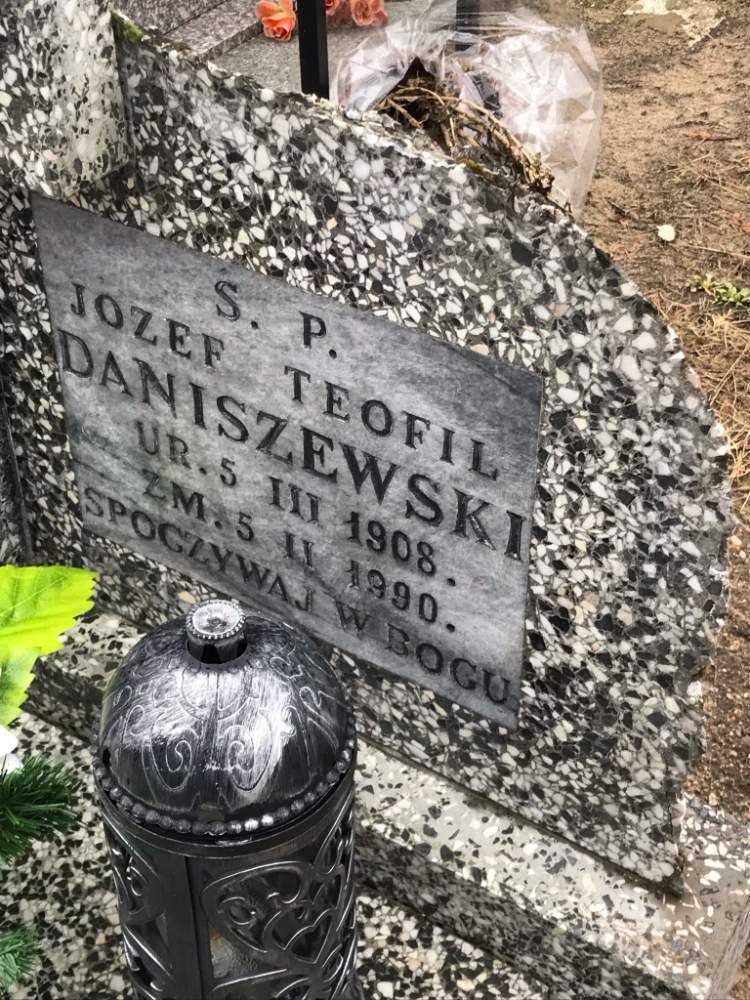 S. P.
JOZEF TEOFIL
DANISZEWSKI
UR. 5 III 1908.
ZM. 5 II 1990.
SPOCZYWAJ W BOGU